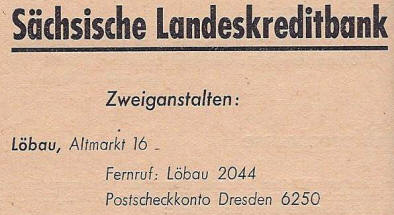 Sächsische Landeskreditbank
Zweiganstalten:
Löbau, Altmarkt 16
Fernruf: Löbau 2044
Postscheckkonto Dresden 6250